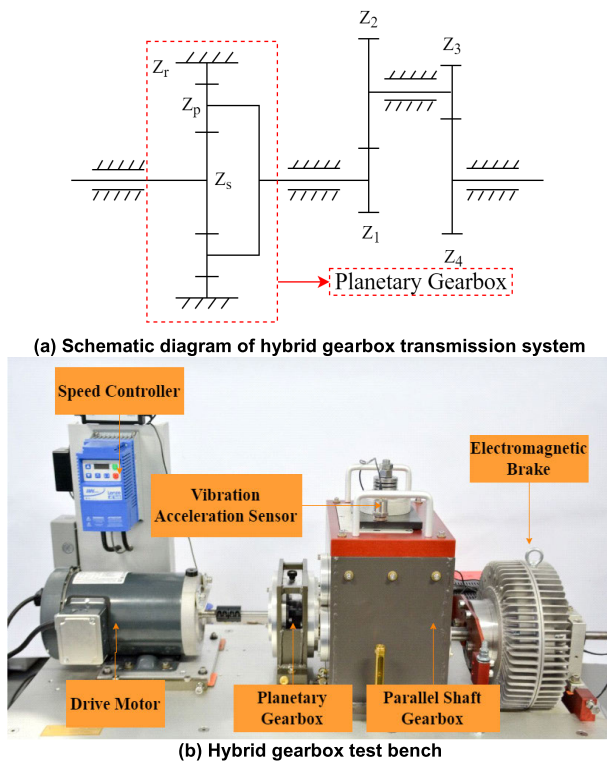 Z2
Z3
Zr
Zp
Zs
Z1
Z4
Planetary Gearbox
(a) Schematic diagram of hybrid gearbox transmission system
Speed Controller
Electromagnetic
Brake
Vibration
Acceleration Sensor
Drive Motor
Planetary
Gearbox
Parallel Shaft
Gearbox
(b) Hybrid gearbox test bench